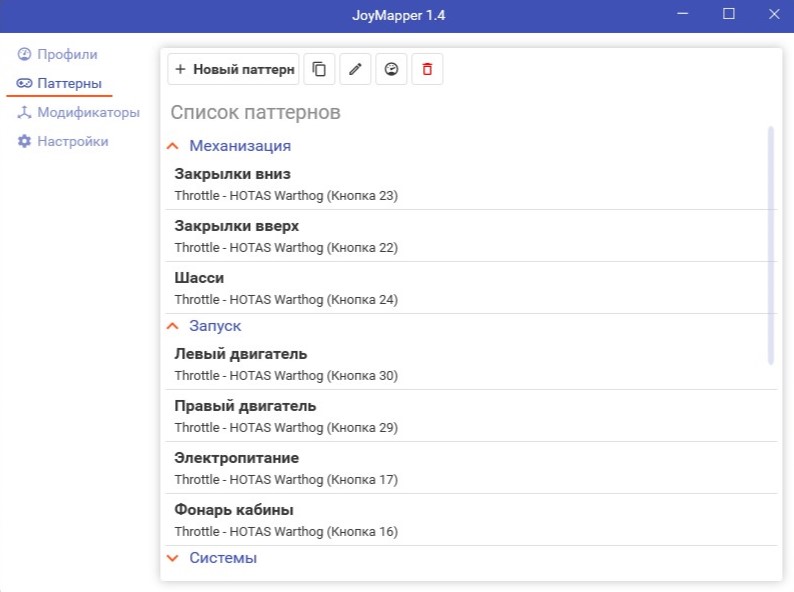 JoyMapper 1.4
Профили
Паттерны
Модификаторы
Настройки
+ Новый паттерн
Список паттернов
Механизация
Закрылки вниз
Throttle - HOTAS Warthog (Кнопка 23)
Закрылки вверх
Throttle - HOTAS Warthog (Кнопка 22)
Шасси
Throttle - HOTAS Warthog (Кнопка 24)
Запуск
Левый двигатель
Throttle - HOTAS Warthog (Кнопка 30)
Правый двигатель
Throttle - HOTAS Warthog (Кнопка 29)
Электропитание
Throttle - HOTAS Warthog (Кнопка 17)
Фонарь кабины
Throttle - HOTAS Warthog (Кнопка 16)
Системы